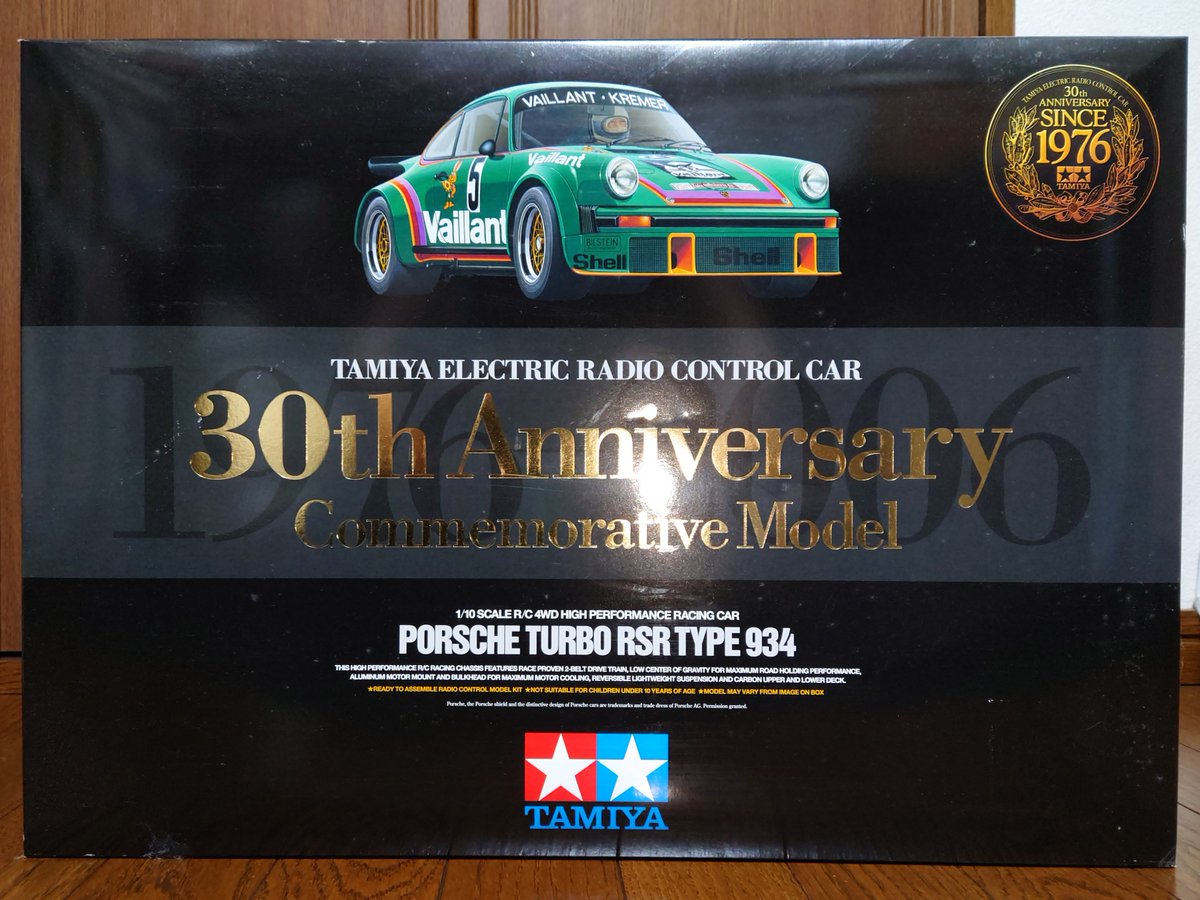 VAILLANT · KREMER
Vaillant
5
Vaillant
BILSTEIN
Shell
Shell
TAMIYA ELECTRIC RADIO CONTROL CAR
30th
ANNIVERSARY
SINCE
1976
TAMIYA
1976 2006
TAMIYA ELECTRIC RADIO CONTROL CAR
30th Anniversary
Commemorative Model
1/10 SCALE R/C 4WD HIGH PERFORMANCE RACING CAR
PORSCHE TURBO RSR TYPE 934
THIS HIGH PERFORMANCE R/C RACING CHASSIS FEATURES RACE PROVEN 2-BELT DRIVE TRAIN, LOW CENTER OF GRAVITY FOR MAXIMUM ROAD HOLDING PERFORMANCE,
ALUMINUM MOTOR MOUNT AND BULKHEAD FOR MAXIMUM MOTOR COOLING, REVERSIBLE LIGHTWEIGHT SUSPENSION AND CARBON UPPER AND LOWER DECK.
★READY TO ASSEMBLE RADIO CONTROL MODEL KIT ★NOT SUITABLE FOR CHILDREN UNDER 10 YEARS OF AGE ★MODEL MAY VARY FROM IMAGE ON BOX
Porsche, the Porsche shield and the distinctive design of Porsche cars are trademarks and trade dress of Porsche AG. Permission granted.
TAMIYA